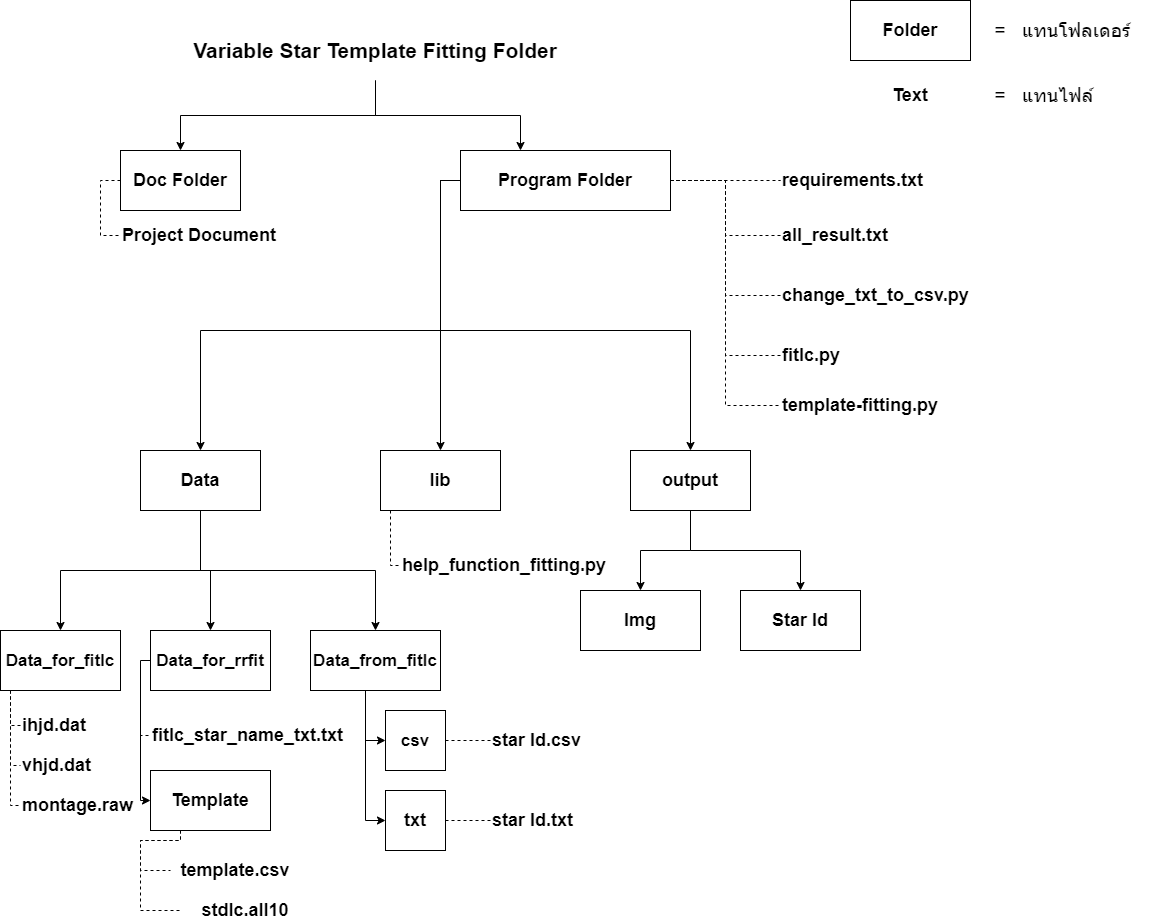 Folder = แทนโฟลเดอร์
Variable Star Template Fitting Folder
Text = แทนไฟล์
Doc Folder
Program Folder
requirements.txt
Project Document
all_result.txt
change_txt_to_csv.py
fitlc.py
template-fitting.py
Data
lib
output
help_function_fitting.py
Img
Star Id
Data_for_fitlc
Data_for_rrfit
Data_from_fitlc
ihjd.dat
fitlc_star_name_txt.txt
csv
star Id.csv
vhjd.dat
montage.raw
Template
txt
star Id.txt
template.csv
stdlc.all10